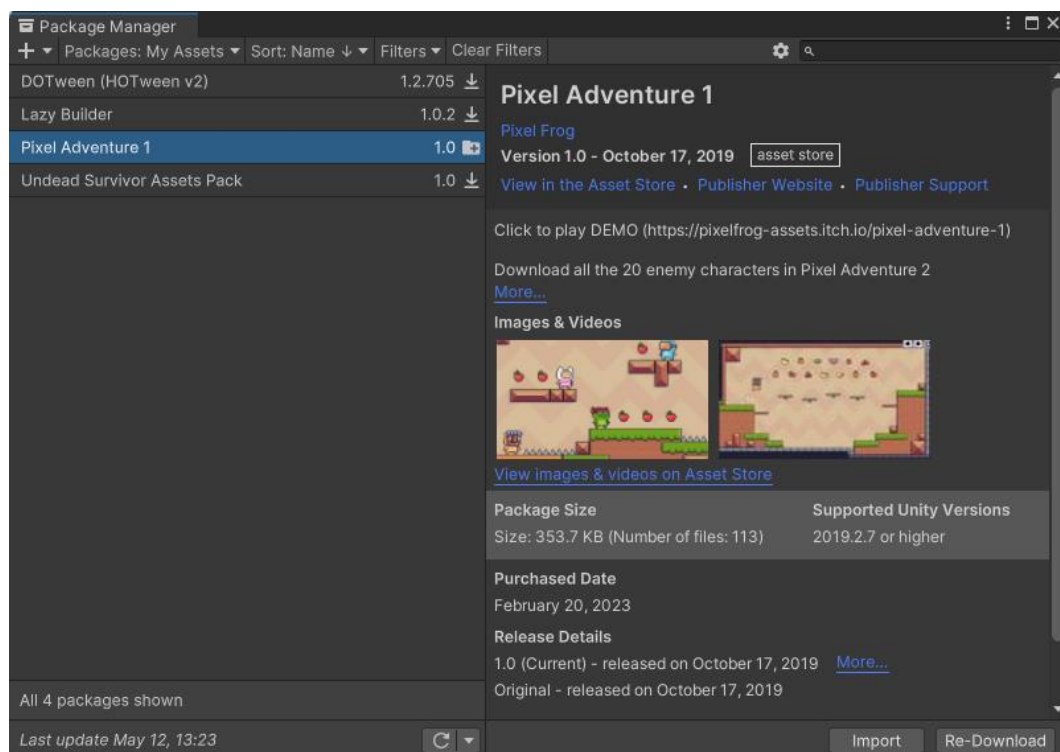 Package Manager
Packages: My Assets Sort: Name ↓ Filters Clear Filters
DOTween (HOTween v2) 1.2.705
Lazy Builder 1.0.2
Pixel Adventure 1 1.0
Undead Survivor Assets Pack 1.0
All 4 packages shown
Last update May 12, 13:23
Pixel Adventure 1
Pixel Frog
Version 1.0 - October 17, 2019 asset store
View in the Asset Store • Publisher Website • Publisher Support
Click to play DEMO (https://pixelfrog-assets.itch.io/pixel-adventure-1)
Download all the 20 enemy characters in Pixel Adventure 2
More...
Images & Videos
View images & videos on Asset Store
Package Size Supported Unity Versions
Size: 353.7 KB (Number of files: 113) 2019.2.7 or higher
Purchased Date
February 20, 2023
Release Details
1.0 (Current) - released on October 17, 2019 More...
Original - released on October 17, 2019
Import Re-Download